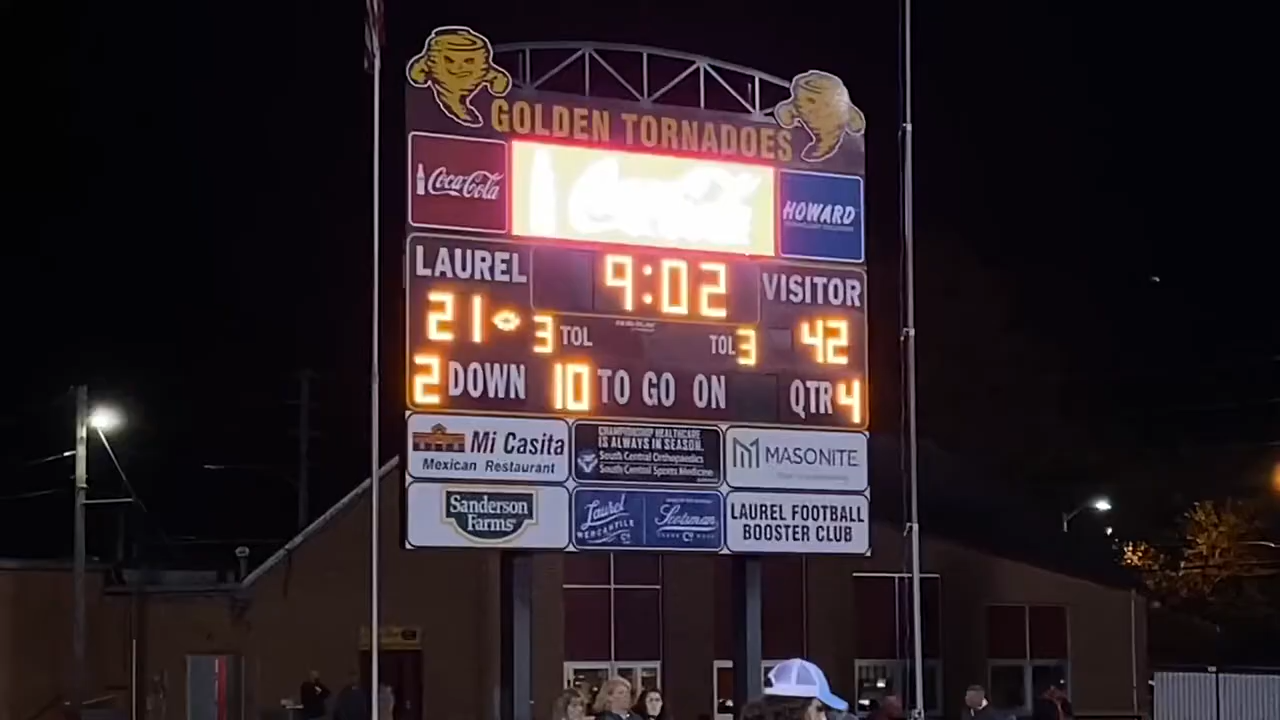 GOLDEN TORNADOES
Coca-Cola
HOWARD
LAUREL
9:02
VISITOR
21 3 TOL
TOL 3 42
2 DOWN 10 TO GO ON
QTR 4
Mi Casita
Mexican Restaurant
CHAMPIONSHIP HEALTHCARE
IS ALWAYS IN SEASON.
South Central Orthopaedics
South Central Sports Medicine
MASONITE
Sanderson
Farms
Laurel
MERCANTILE
Scotsman
LAUREL FOOTBALL
BOOSTER CLUB